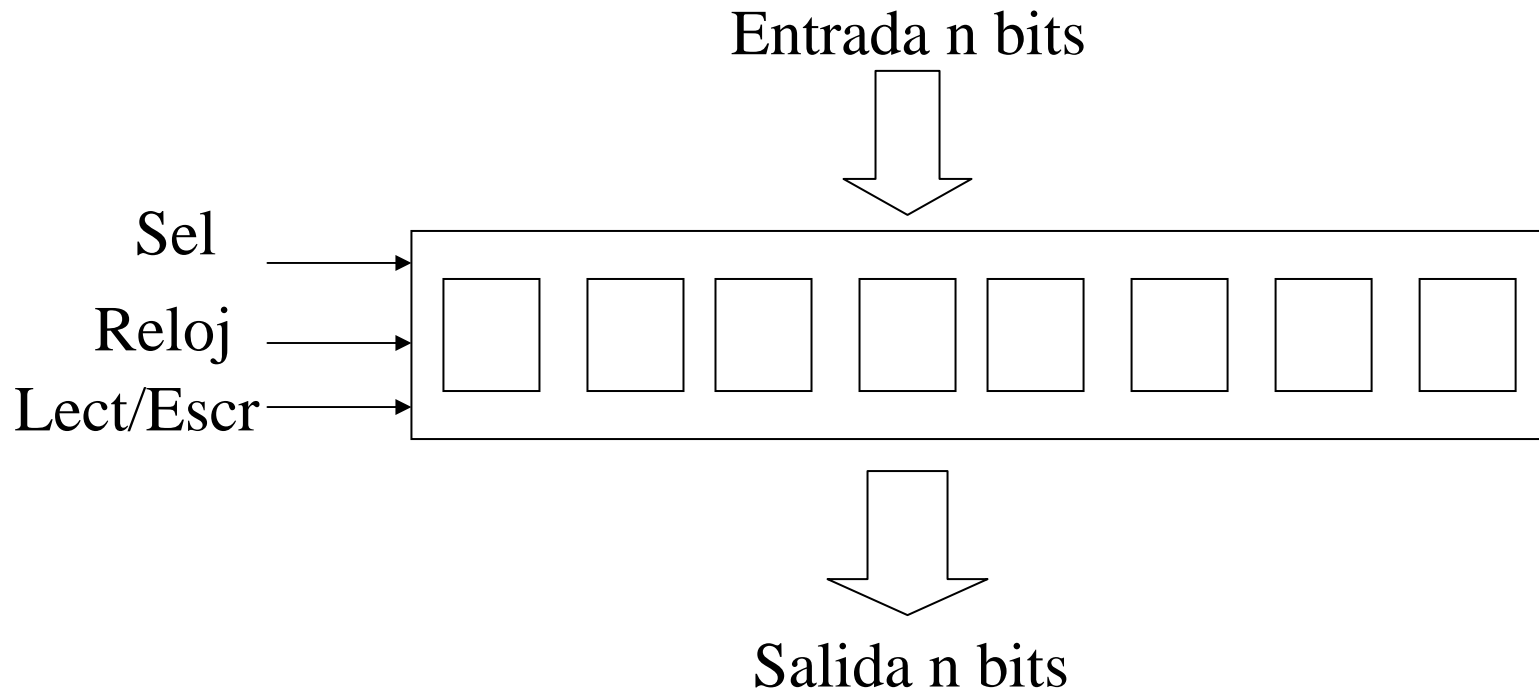 Entrada n bits
Sel
Reloj
Lect/Escr
Salida n bits